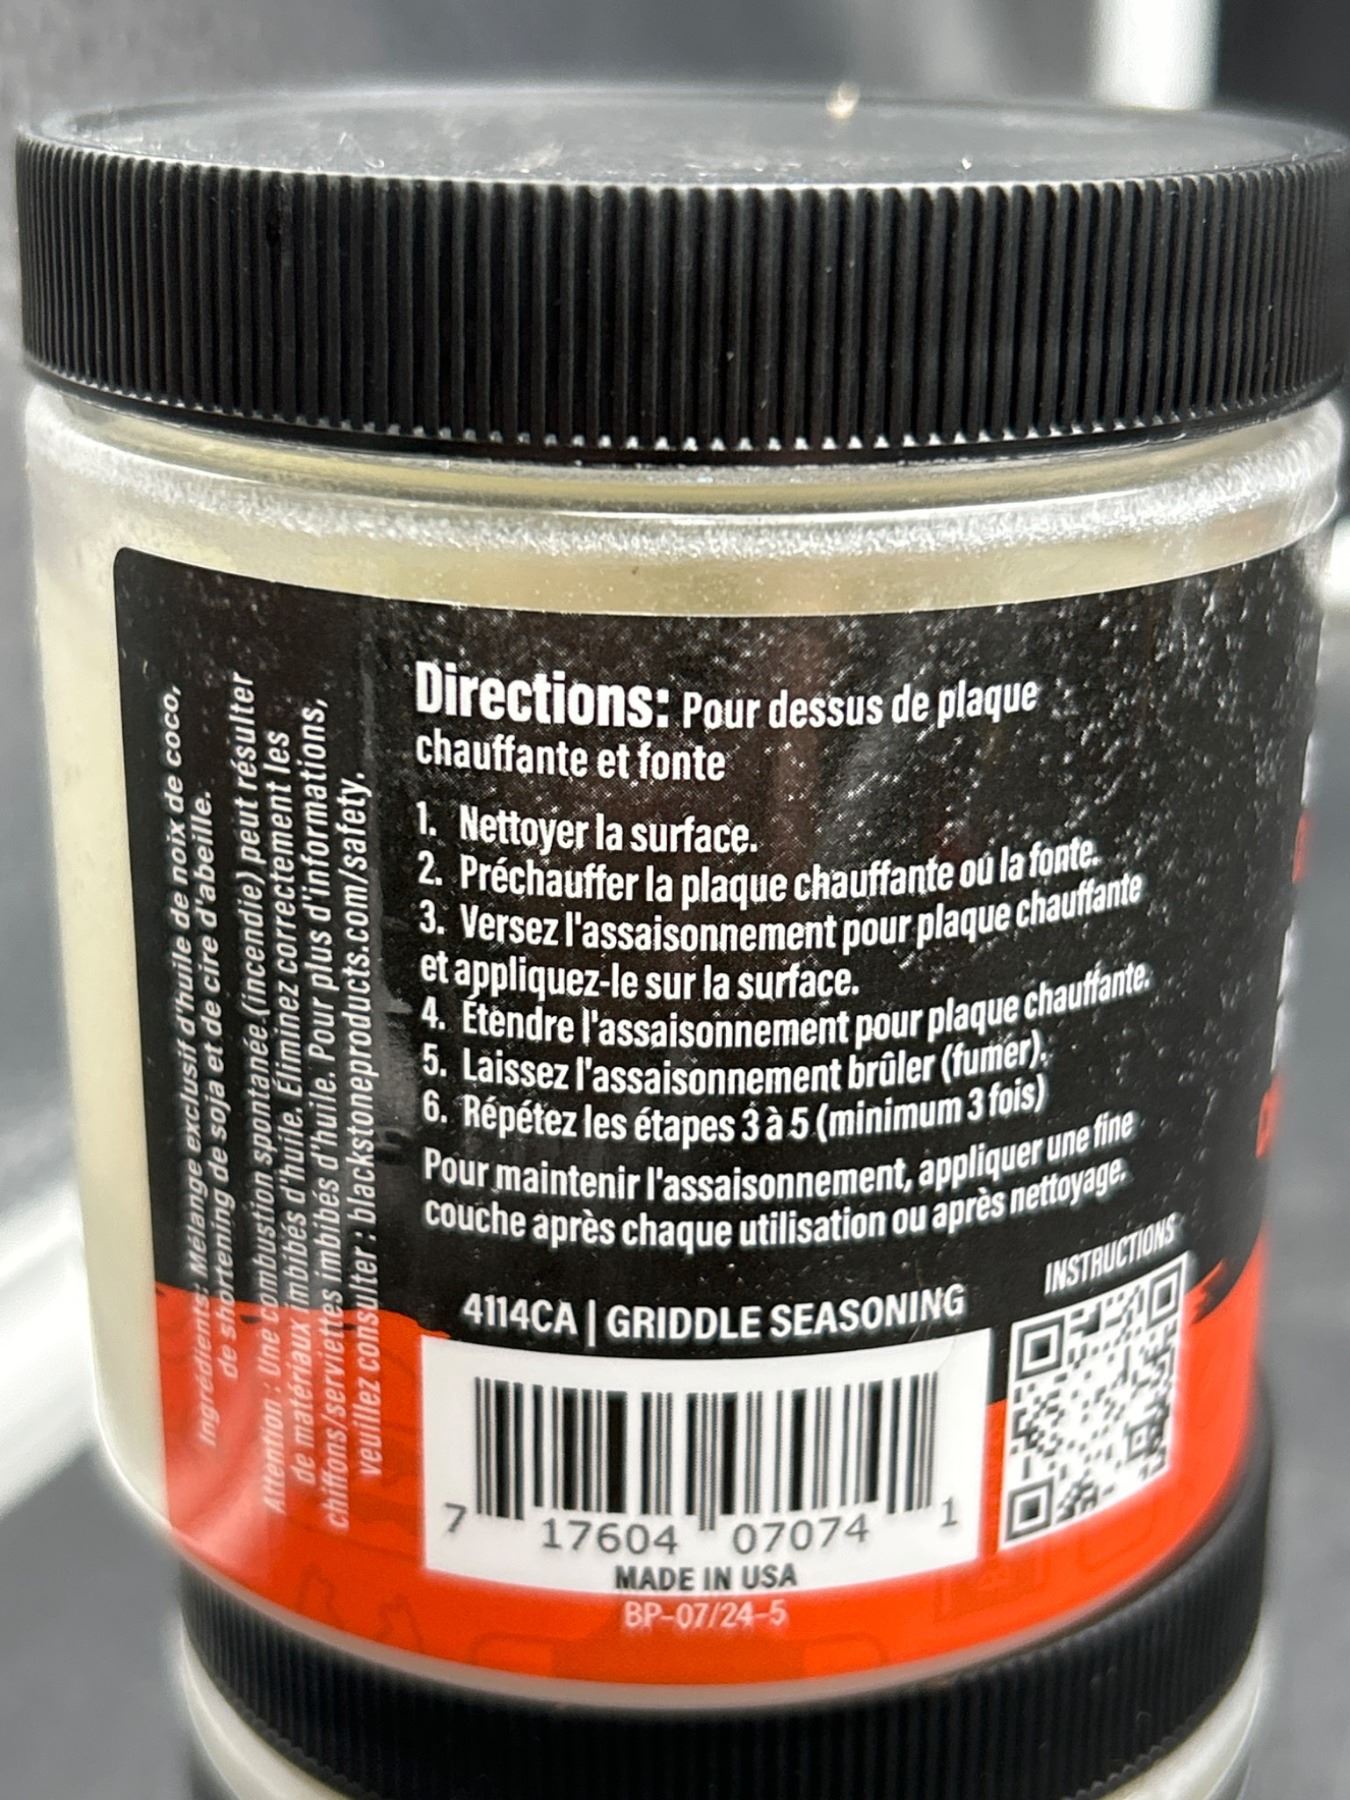 Ingrédients: Mélange exclusif d'huile de noix de coco,
de shortening de soja et de cire d'abeille.
Attention : Une combustion spontanée (incendie) peut résulter
de matériaux imbibés d'huile. Éliminez correctement les
chiffons/serviettes imbibés d'huile. Pour plus d'informations,
veuillez consulter : blackstoneproducts.com/safety.
Directions: Pour dessus de plaque
chauffante et fonte
1. Nettoyer la surface.
2. Préchauffer la plaque chauffante ou la fonte.
3. Versez l'assaisonnement pour plaque chauffante
et appliquez-le sur la surface.
4. Étendre l'assaisonnement pour plaque chauffante.
5. Laissez l'assaisonnement brûler (fumer).
6. Répétez les étapes 3 à 5 (minimum 3 fois)
Pour maintenir l'assaisonnement, appliquer une fine
couche après chaque utilisation ou après nettoyage.
INSTRUCTIONS
4114CA | GRIDDLE SEASONING
7 17604 07074 1
MADE IN USA
BP-07/24-5